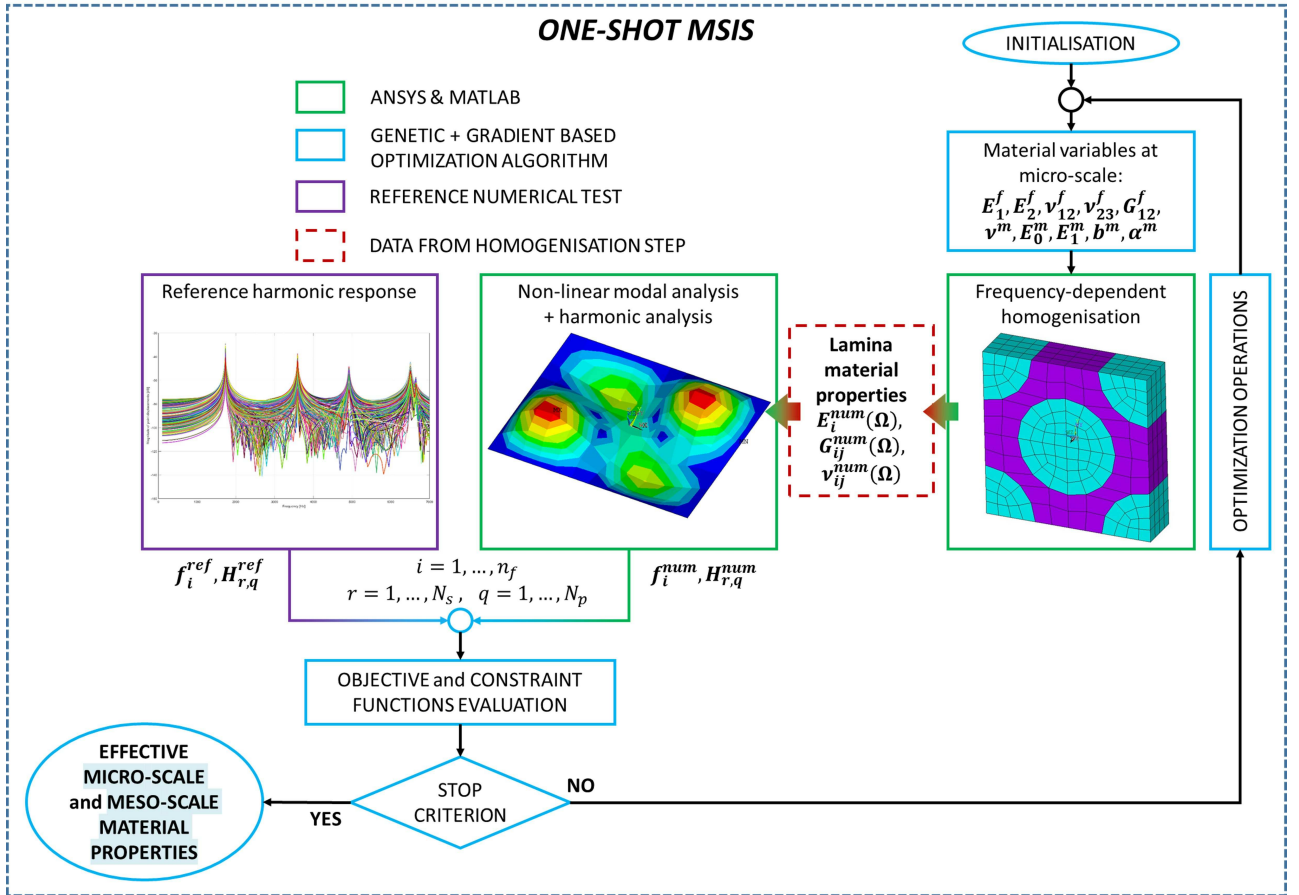 ONE-SHOT MSIS
INITIALISATION
ANSYS & MATLAB
GENETIC + GRADIENT BASED
OPTIMIZATION ALGORITHM
REFERENCE NUMERICAL TEST
DATA FROM HOMOGENISATION STEP
Material variables at
micro-scale:
E_1^f, E_2^f, ν_12^f, ν_23^f, G_12^f,
ν^m, E_0^m, E_1^m, b^m, α^m
Reference harmonic response
Frequency [Hz]
Non-linear modal analysis
+ harmonic analysis
Lamina
material
properties
E_i^num(Ω),
G_ij^num(Ω),
ν_ij^num(Ω)
Frequency-dependent
homogenisation
OPTIMIZATION OPERATIONS
f_i^ref, H_r,q^ref
i = 1, …, n_f
r = 1, …, N_s , q = 1, …, N_p
f_i^num, H_r,q^num
OBJECTIVE and CONSTRAINT
FUNCTIONS EVALUATION
STOP
CRITERION
YES
NO
EFFECTIVE
MICRO-SCALE
and MESO-SCALE
MATERIAL
PROPERTIES